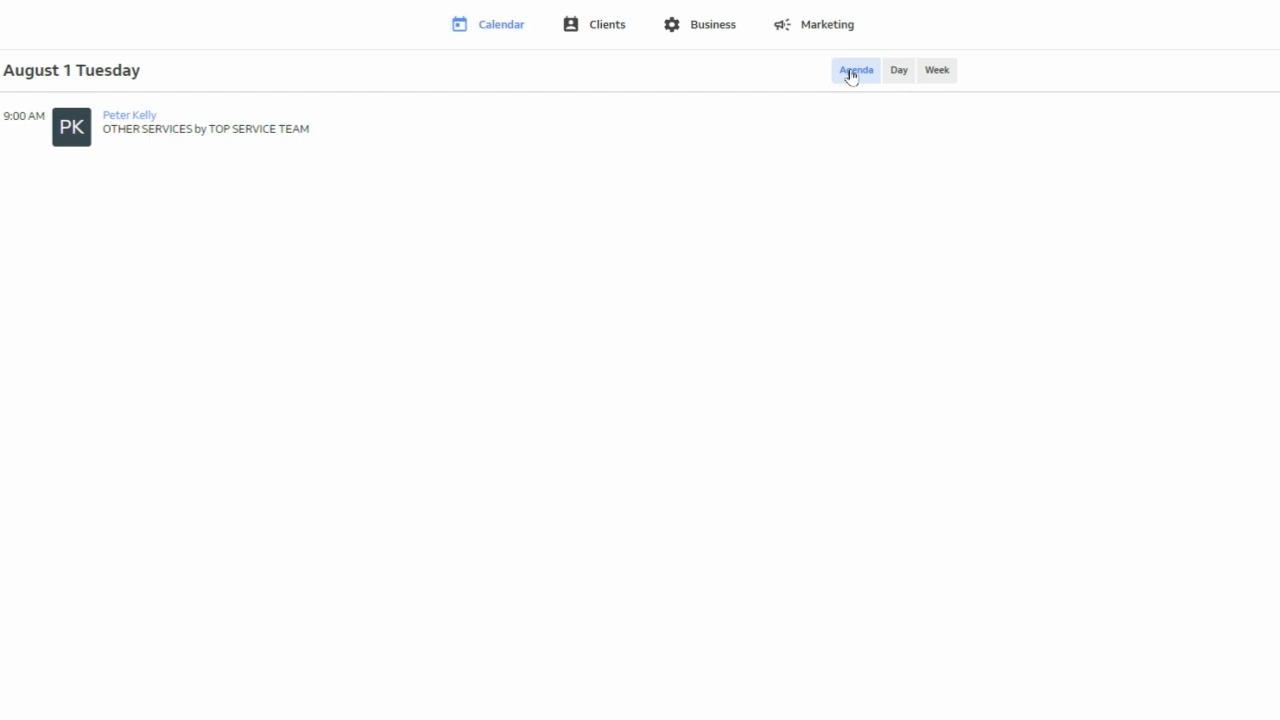 Calendar Clients Business Marketing
August 1 Tuesday
Agenda Day Week
9:00 AM PK Peter Kelly
OTHER SERVICES by TOP SERVICE TEAM